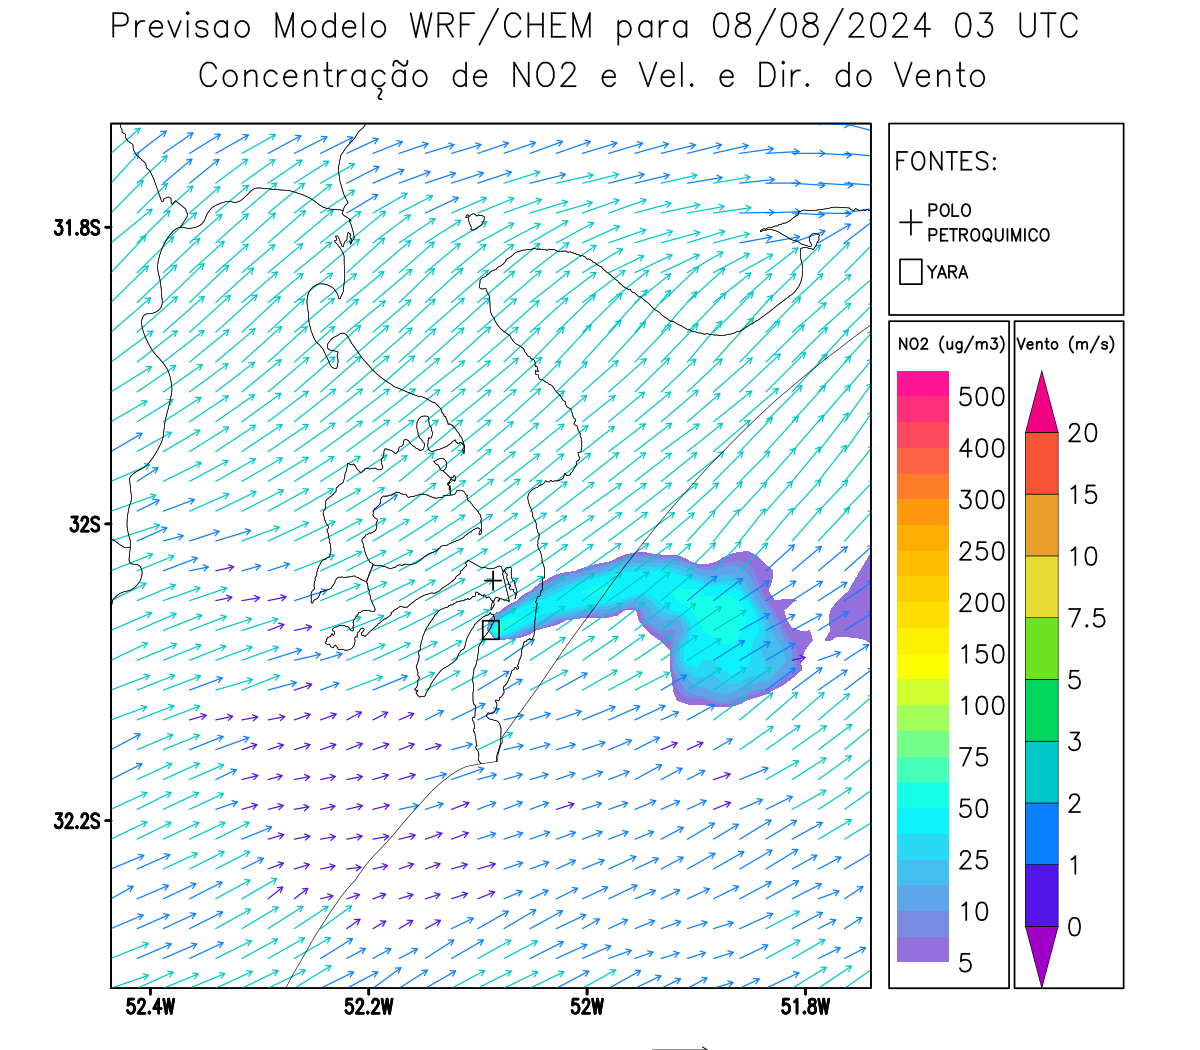 Previsao Modelo WRF/CHEM para 08/08/2024 03 UTC
Concentração de NO2 e Vel. e Dir. do Vento
FONTES:
POLO
PETROQUIMICO
YARA
31.8S
32S
32.2S
52.4W
52.2W
52W
51.8W
NO2 (ug/m3)
500
400
300
250
200
150
100
75
50
25
10
5
Vento (m/s)
20
15
10
7.5
5
3
2
1
0